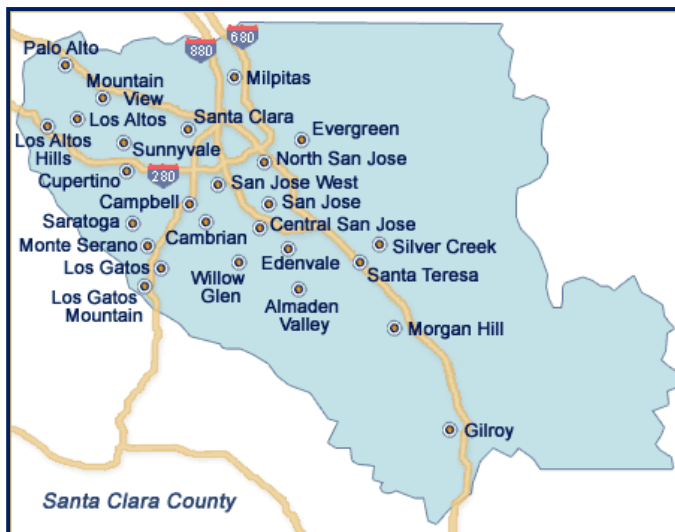 680
880
Palo Alto
Milpitas
Mountain
View
Los Altos
Santa Clara
Evergreen
Los Altos
Hills
Sunnyvale
North San Jose
Cupertino
280
San Jose West
Campbell
San Jose
Saratoga
Cambrian
Central San Jose
Monte Serano
Silver Creek
Los Gatos
Willow
Glen
Edenvale
Santa Teresa
Los Gatos
Mountain
Almaden
Valley
Morgan Hill
Gilroy
Santa Clara County